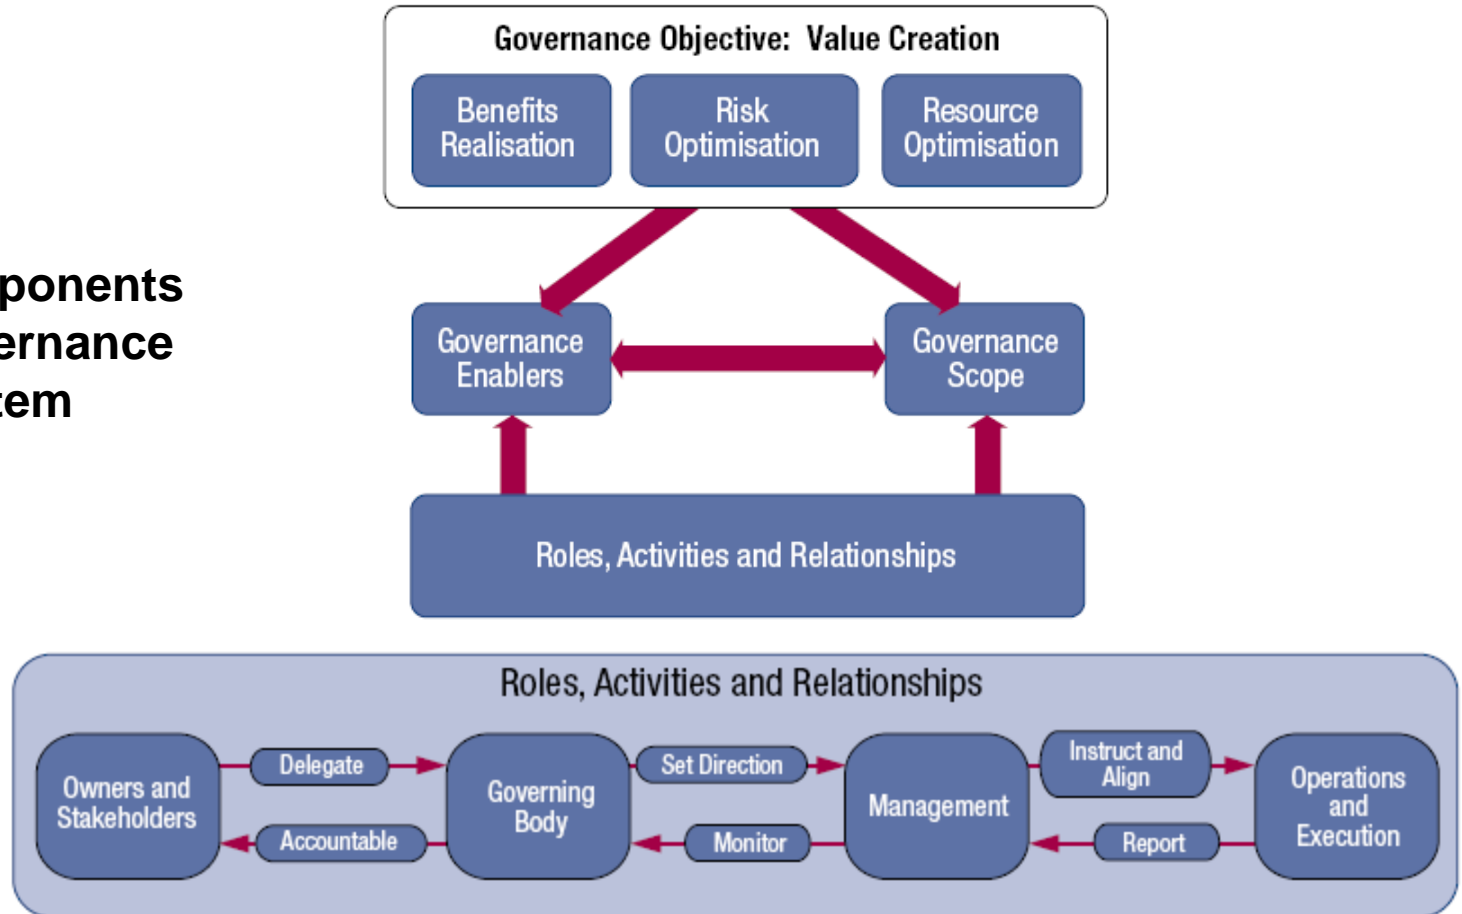 Governance Objective: Value Creation
Benefits
Realisation
Risk
Optimisation
Resource
Optimisation
ponents
ernance
tem
Governance
Enablers
Governance
Scope
Roles, Activities and Relationships
Roles, Activities and Relationships
Owners and
Stakeholders
Delegate
Accountable
Governing
Body
Set Direction
Monitor
Management
Instruct and
Align
Report
Operations
and
Execution